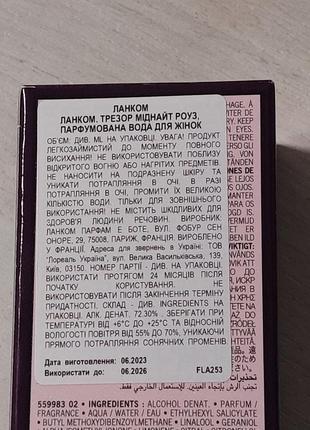 ЛАНКОМ
ЛАНКОМ. ТРЕЗОР МІДНАЙТ РОУЗ,
ПАРФУМОВАНА ВОДА ДЛЯ ЖІНОК
ОБ'ЄМ. ДИВ. ML НА УПАКОВЦІ. УВАГА! ПРОДУКТ
ЛЕГКОЗАЙМИСТИЙ ДО МОМЕНТУ ПОВНОГО
ВИСИХАННЯ! НЕ ВИКОРИСТОВУВАТИ ПОБЛИЗУ
ВІДКРИТОГО ВОГНЮ АБО НАГРІТИХ ПРЕДМЕТІВ.
НЕ НАНОСИТИ НА ПОДРАЗНЕНУ ШКІРУ ТА
УНИКАТИ ПОТРАПЛЯННЯ В ОЧІ. В РАЗІ
ПОТРАПЛЯННЯ В ОЧІ, ПРОМИТИ ЇХ ВЕЛИКОЮ
КІЛЬКІСТЮ ВОДИ. ТІЛЬКИ ДЛЯ ЗОВНІШНЬОГО
ВИКОРИСТАННЯ. НЕ МІСТИТЬ ШКІДЛИВИХ ДЛЯ
ЗДОРОВ'Я ЛЮДИНИ РЕЧОВИН. ВИРОБНИК:
ЛАНКОМ ПАРФАМ Е БОТЕ, ВУЛ. ФОБУР СЕН
ОНОРЕ, 29, 75008, ПАРИЖ, ФРАНЦІЯ. ВИРОБЛЕНО
У ФРАНЦІЇ. Адреса для звернень в Україні: ТОВ
"Лореаль Україна", вул. Велика Васильківська, 139,
Київ, 03150. НОМЕР ПАРТІЇ - ДИВ. НА УПАКОВЦІ.
ВИКОРИСТАТИ ПРОТЯГОМ 24 МІСЯЦІВ ПІСЛЯ
ПОЧАТКУ КОРИСТУВАННЯ. НЕ
ВИКОРИСТОВУВАТИ ПІСЛЯ ЗАКІНЧЕННЯ ТЕРМІНУ
ПРИДАТНОСТІ. СКЛАД - ДИВ. INGREDIENTS НА
УПАКОВЦІ. АЛК. ДЕНАТ. 72.30% . ЗБЕРІГАТИ ПРИ
ТЕМПЕРАТУРІ ВІД +6°С ДО +25°С ТА ВІДНОСНІЙ
ВОЛОГОСТІ ПОВІТРЯ ВІД 55% ДО 70%, УНИКАЮЧИ
ПРЯМОГО ПОТРАПЛЯННЯ СОНЯЧНИХ ПРОМЕНІВ
Дата виготовлення: 06.2023
Використати до: 06.2026 FLA253
559983 02 • INGREDIENTS : ALCOHOL DENAT. • PARFUM /
FRAGRANCE • AQUA / WATER / EAU • ETHYLHEXYL SALICYLATE
• BUTYL METHOXYDIBENZOYLMETHANE • LINALOOL • GERANIOL